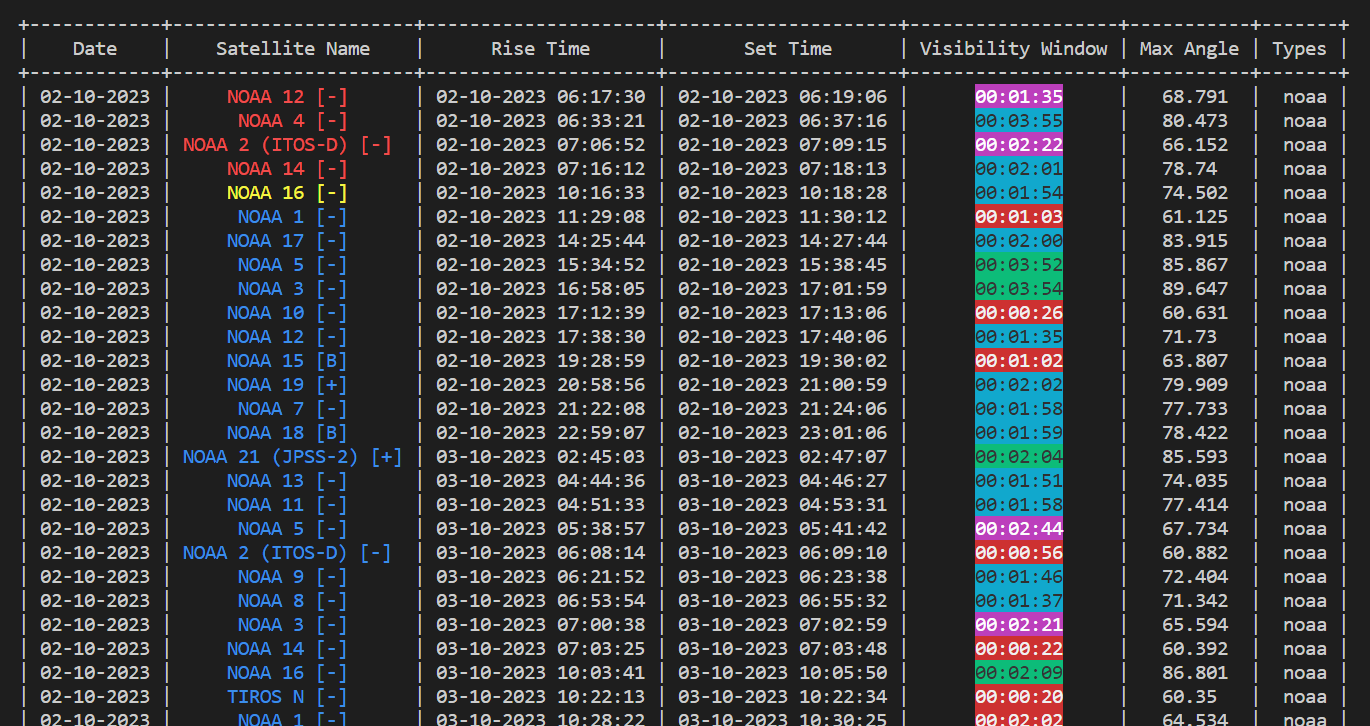 Date | Satellite Name | Rise Time | Set Time | Visibility Window | Max Angle | Types
02-10-2023 | NOAA 12 [-] | 02-10-2023 06:17:30 | 02-10-2023 06:19:06 | 00:01:35 | 68.791 | noaa
02-10-2023 | NOAA 4 [-] | 02-10-2023 06:33:21 | 02-10-2023 06:37:16 | 00:03:55 | 80.473 | noaa
02-10-2023 | NOAA 2 (ITOS-D) [-] | 02-10-2023 07:06:52 | 02-10-2023 07:09:15 | 00:02:22 | 66.152 | noaa
02-10-2023 | NOAA 14 [-] | 02-10-2023 07:16:12 | 02-10-2023 07:18:13 | 00:02:01 | 78.74 | noaa
02-10-2023 | NOAA 16 [-] | 02-10-2023 10:16:33 | 02-10-2023 10:18:28 | 00:01:54 | 74.502 | noaa
02-10-2023 | NOAA 1 [-] | 02-10-2023 11:29:08 | 02-10-2023 11:30:12 | 00:01:03 | 61.125 | noaa
02-10-2023 | NOAA 17 [-] | 02-10-2023 14:25:44 | 02-10-2023 14:27:44 | 00:02:00 | 83.915 | noaa
02-10-2023 | NOAA 5 [-] | 02-10-2023 15:34:52 | 02-10-2023 15:38:45 | 00:03:52 | 85.867 | noaa
02-10-2023 | NOAA 3 [-] | 02-10-2023 16:58:05 | 02-10-2023 17:01:59 | 00:03:54 | 89.647 | noaa
02-10-2023 | NOAA 10 [-] | 02-10-2023 17:12:39 | 02-10-2023 17:13:06 | 00:00:26 | 60.631 | noaa
02-10-2023 | NOAA 12 [-] | 02-10-2023 17:38:30 | 02-10-2023 17:40:06 | 00:01:35 | 71.73 | noaa
02-10-2023 | NOAA 15 [B] | 02-10-2023 19:28:59 | 02-10-2023 19:30:02 | 00:01:02 | 63.807 | noaa
02-10-2023 | NOAA 19 [+] | 02-10-2023 20:58:56 | 02-10-2023 21:00:59 | 00:02:02 | 79.909 | noaa
02-10-2023 | NOAA 7 [-] | 02-10-2023 21:22:08 | 02-10-2023 21:24:06 | 00:01:58 | 77.733 | noaa
02-10-2023 | NOAA 18 [B] | 02-10-2023 22:59:07 | 02-10-2023 23:01:06 | 00:01:59 | 78.422 | noaa
02-10-2023 | NOAA 21 (JPSS-2) [+] | 03-10-2023 02:45:03 | 03-10-2023 02:47:07 | 00:02:04 | 85.593 | noaa
02-10-2023 | NOAA 13 [-] | 03-10-2023 04:44:36 | 03-10-2023 04:46:27 | 00:01:51 | 74.035 | noaa
02-10-2023 | NOAA 11 [-] | 03-10-2023 04:51:33 | 03-10-2023 04:53:31 | 00:01:58 | 77.414 | noaa
02-10-2023 | NOAA 5 [-] | 03-10-2023 05:38:57 | 03-10-2023 05:41:42 | 00:02:44 | 67.734 | noaa
02-10-2023 | NOAA 2 (ITOS-D) [-] | 03-10-2023 06:08:14 | 03-10-2023 06:09:10 | 00:00:56 | 60.882 | noaa
02-10-2023 | NOAA 9 [-] | 03-10-2023 06:21:52 | 03-10-2023 06:23:38 | 00:01:46 | 72.404 | noaa
02-10-2023 | NOAA 8 [-] | 03-10-2023 06:53:54 | 03-10-2023 06:55:32 | 00:01:37 | 71.342 | noaa
02-10-2023 | NOAA 3 [-] | 03-10-2023 07:00:38 | 03-10-2023 07:02:59 | 00:02:21 | 65.594 | noaa
02-10-2023 | NOAA 14 [-] | 03-10-2023 07:03:25 | 03-10-2023 07:03:48 | 00:00:22 | 60.392 | noaa
02-10-2023 | NOAA 16 [-] | 03-10-2023 10:03:41 | 03-10-2023 10:05:50 | 00:02:09 | 86.801 | noaa
02-10-2023 | TIROS N [-] | 03-10-2023 10:22:13 | 03-10-2023 10:22:34 | 00:00:20 | 60.35 | noaa
02-10-2023 | NOAA 1 [-] | 03-10-2023 10:28:22 | 03-10-2023 10:30:25 | 00:02:02 | 64.534 | noaa